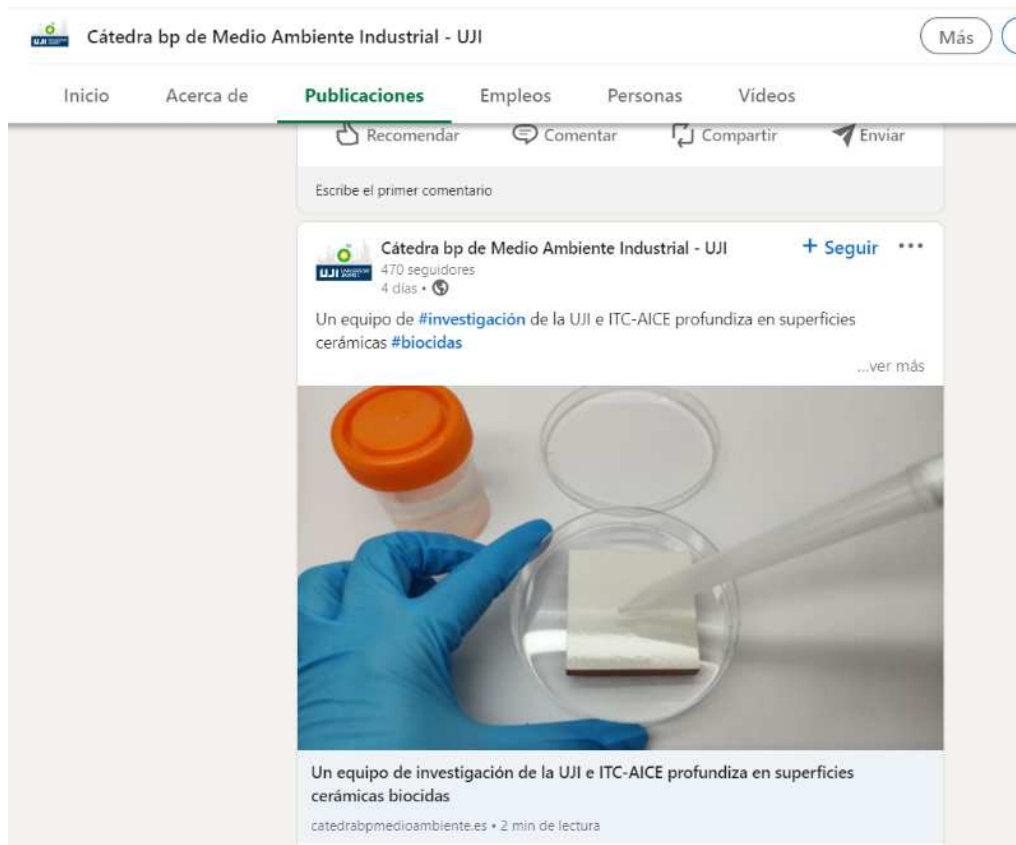 Cátedra bp de Medio Ambiente Industrial - UJI
Más
Inicio Acerca de Publicaciones Empleos Personas Vídeos
Recomendar Comentar Compartir Enviar
Escribe el primer comentario
Cátedra bp de Medio Ambiente Industrial - UJI
+ Seguir
470 seguidores
4 días •
UJI
Un equipo de #investigación de la UJI e ITC-AICE profundiza en superficies
cerámicas #biocidas
...ver más
Un equipo de investigación de la UJI e ITC-AICE profundiza en superficies
cerámicas biocidas
catedrabpmedioambiente.es • 2 min de lectura